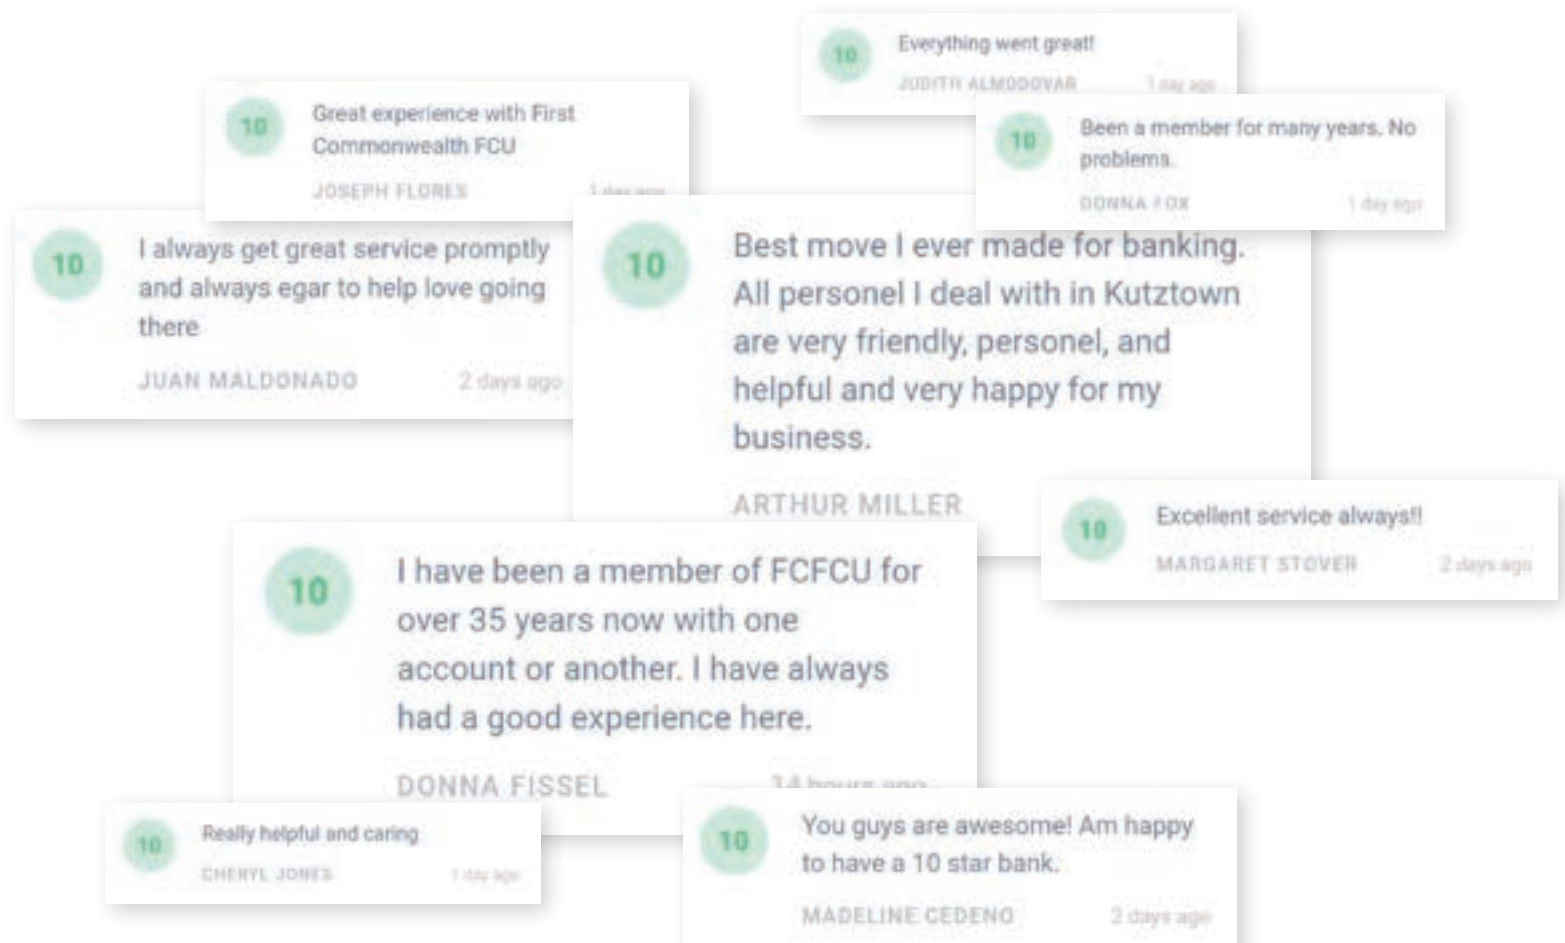 10
Everything went great!
JUDITH ALMODOVAR
1 day ago
10
Great experience with First
Commonwealth FCU
JOSEPH FLORES
1 day ago
10
Been a member for many years. No
problems.
DONNA FOX
1 day ago
10
I always get great service promptly
and always egar to help love going
there
JUAN MALDONADO
2 days ago
10
Best move I ever made for banking.
All personel I deal with in Kutztown
are very friendly, personel, and
helpful and very happy for my
business.
ARTHUR MILLER
10
Excellent service always!!
MARGARET STOVER
2 days ago
10
I have been a member of FCFCU for
over 35 years now with one
account or another. I have always
had a good experience here.
DONNA FISSEL
14 hours ago
10
Really helpful and caring
CHERYL JONES
1 day ago
10
You guys are awesome! Am happy
to have a 10 star bank.
MADELINE CEDENO
2 days ago